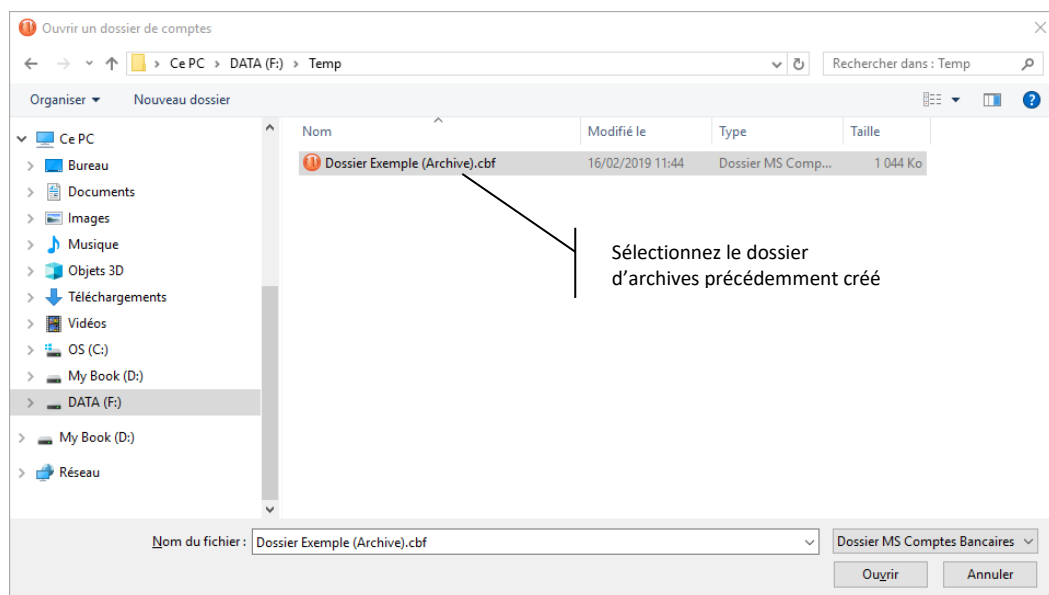 Ouvrir un dossier de comptes
Ce PC > DATA (F:) > Temp
Rechercher dans : Temp
Organiser
Nouveau dossier
Nom
Modifié le
Type
Taille
Ce PC
Bureau
Documents
Images
Musique
Objets 3D
Téléchargements
Vidéos
OS (C:)
My Book (D:)
DATA (F:)
My Book (D:)
Réseau
Dossier Exemple (Archive).cbf
16/02/2019 11:44
Dossier MS Comp...
1 044 Ko
Sélectionnez le dossier
d’archives précédemment créé
Nom du fichier :
Dossier Exemple (Archive).cbf
Dossier MS Comptes Bancaires
Ouvrir
Annuler